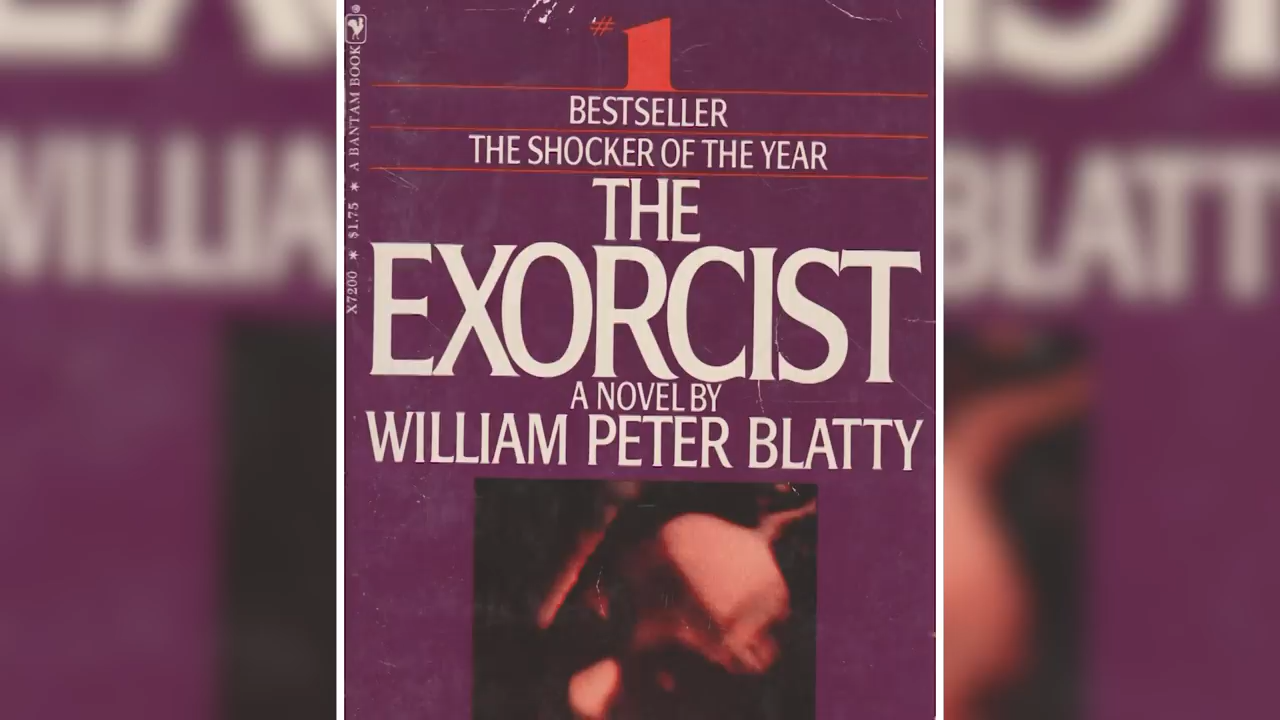 #1
BESTSELLER
THE SHOCKER OF THE YEAR
THE
EXORCIST
A NOVEL BY
WILLIAM PETER BLATTY
X7200 * $1.75 * A BANTAM BOOK ®